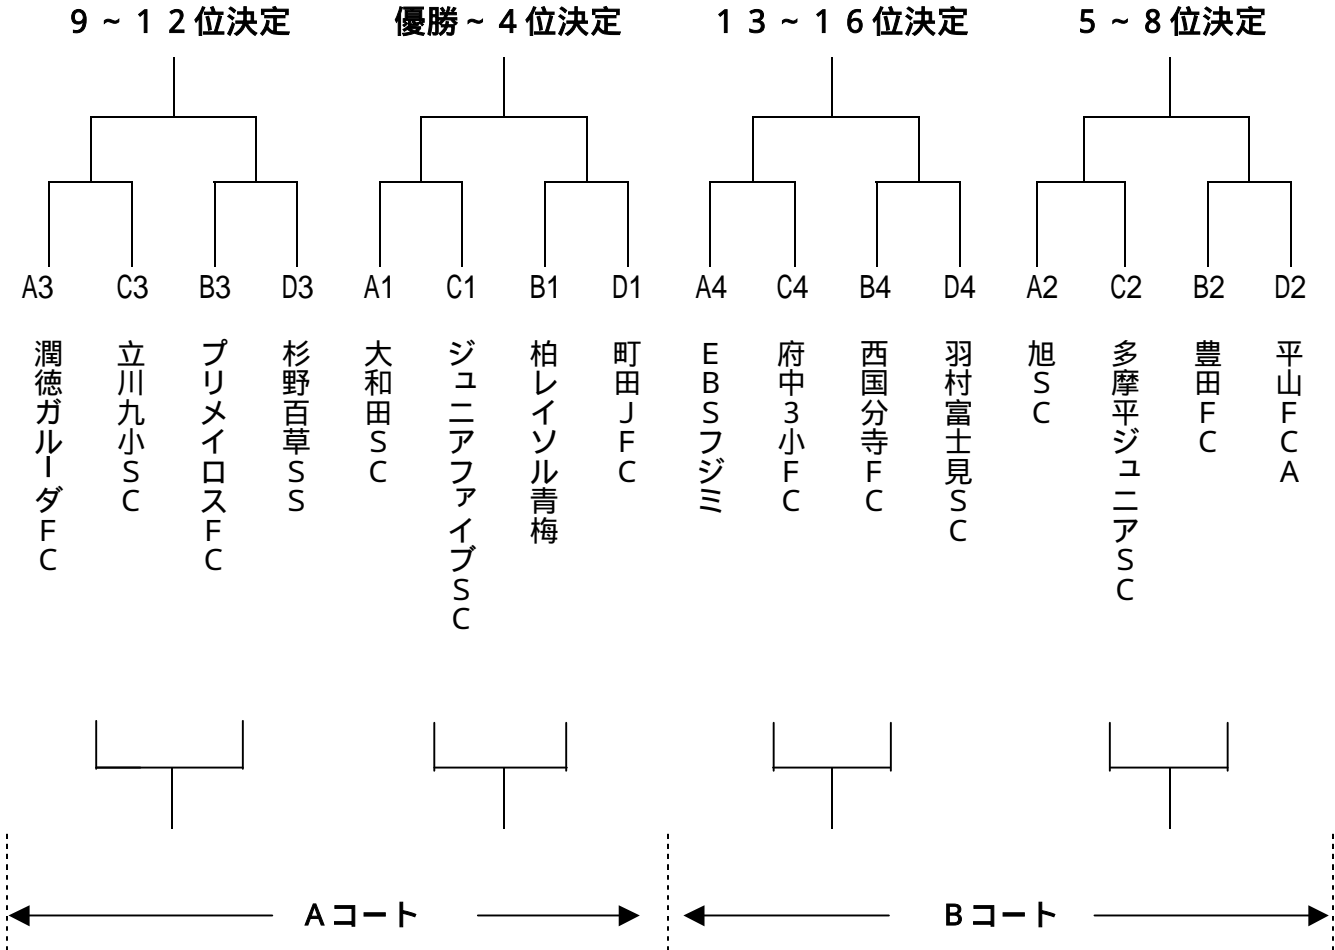 ９～１２位決定
優勝～４位決定
１３～１６位決定
５～８位決定
A3
C3
B3
D3
A1
C1
B1
D1
A4
C4
B4
D4
A2
C2
B2
D2
潤徳ガルーダＦＣ
立川九小ＳＣ
プリメイロスＦＣ
杉野百草ＳＳ
大和田ＳＣ
ジュニアファイブＳＣ
柏レイソル青梅
町田ＪＦＣ
ＥＢＳフジミ
府中３小ＦＣ
西国分寺ＦＣ
羽村富士見ＳＣ
旭ＳＣ
多摩平ジュニアＳＣ
豊田ＦＣ
平山ＦＣＡ
Ａコート
Ｂコート